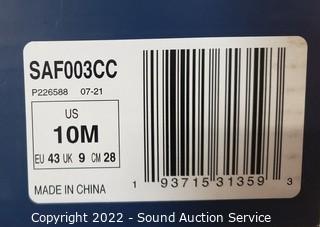 SAF003CC
P226588 07-21
US
10M
EU 43 UK 9 CM 28
MADE IN CHINA
1 93715 31359 3
Copyright 2022 - Sound Auction Service